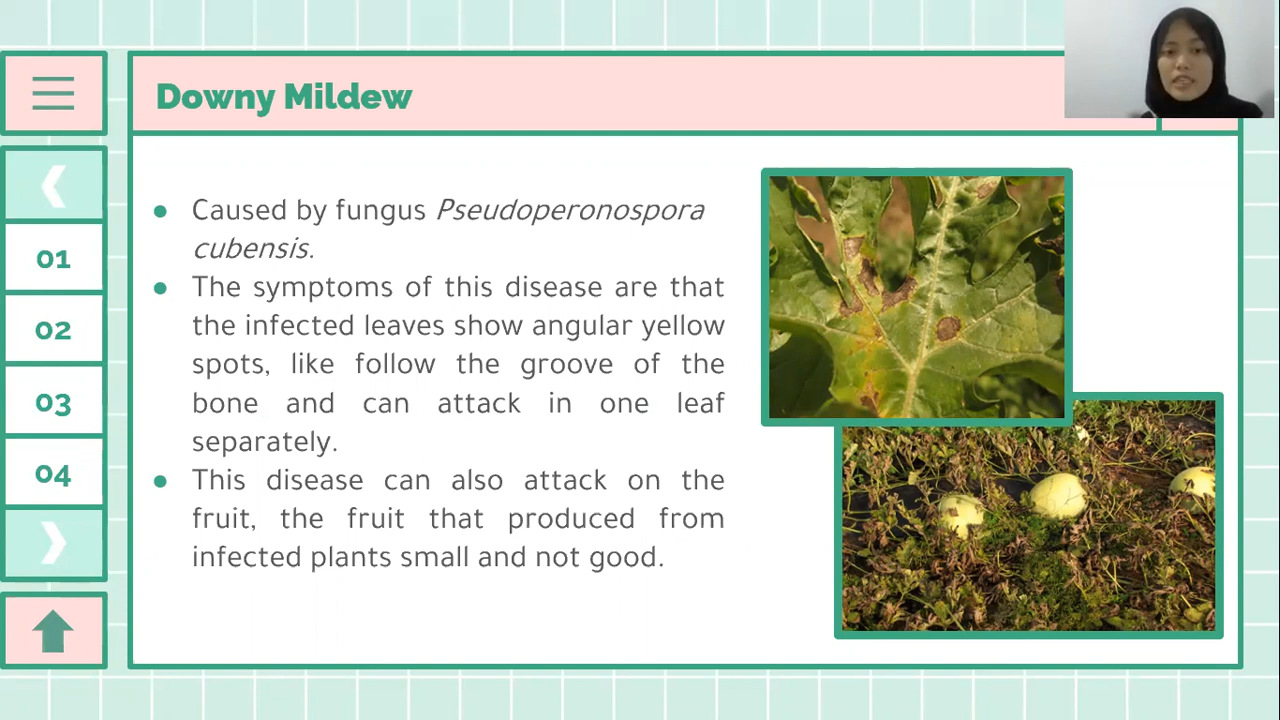 Downy Mildew
01
02
03
04
● Caused by fungus Pseudoperonospora
cubensis.
● The symptoms of this disease are that
the infected leaves show angular yellow
spots, like follow the groove of the
bone and can attack in one leaf
separately.
● This disease can also attack on the
fruit, the fruit that produced from
infected plants small and not good.